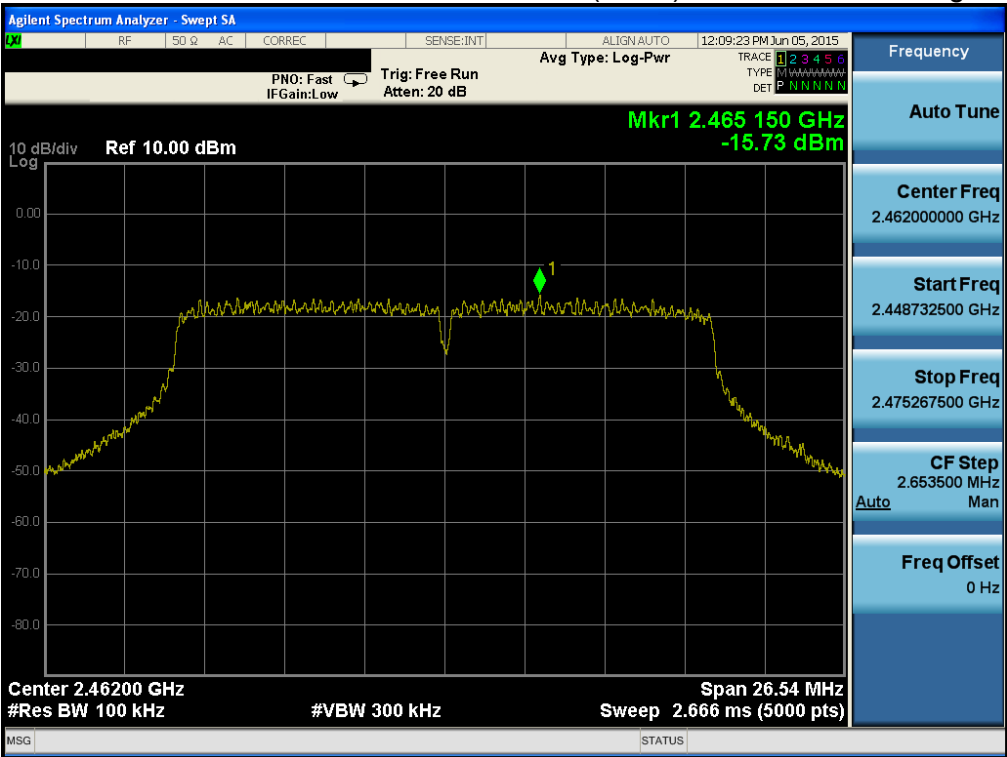 Agilent Spectrum Analyzer - Swept SA
LXI RF 50 Ω AC CORREC SENSE:INT ALIGN AUTO 12:09:23 PM Jun 05, 2015
Frequency
Avg Type: Log-Pwr TRACE 1 2 3 4 5 6
PNO: Fast Trig: Free Run TYPE M WWWWW
IFGain:Low Atten: 20 dB DET P N N N N N
Auto Tune
Mkr1 2.465 150 GHz
10 dB/div Ref 10.00 dBm -15.73 dBm
Log
Center Freq
2.462000000 GHz
0.00
-10.0
1
Start Freq
2.448732500 GHz
-20.0
-30.0
Stop Freq
2.475267500 GHz
-40.0
-50.0
CF Step
2.653500 MHz
Auto Man
-60.0
Freq Offset
0 Hz
-70.0
-80.0
Center 2.46200 GHz Span 26.54 MHz
#Res BW 100 kHz #VBW 300 kHz Sweep 2.666 ms (5000 pts)
MSG STATUS